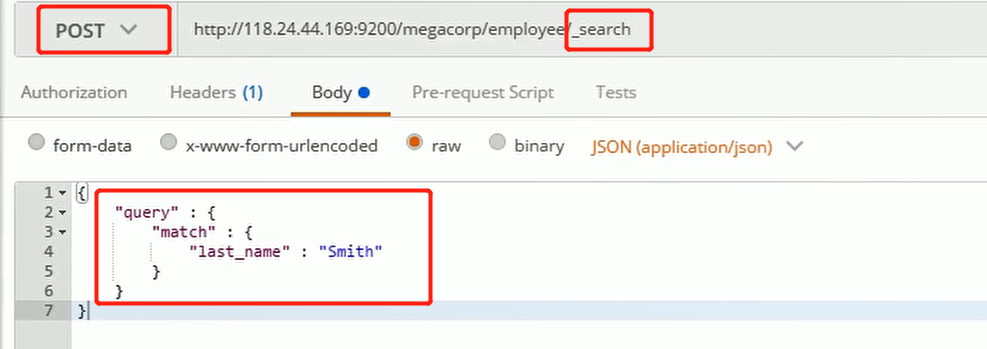 POST http://118.24.44.169:9200/megacorp/employee/_search
Authorization Headers (1) Body Pre-request Script Tests
form-data x-www-form-urlencoded raw binary JSON (application/json)
1 {
2 "query" : {
3 "match" : {
4 "last_name" : "Smith"
5 }
6 }
7 }